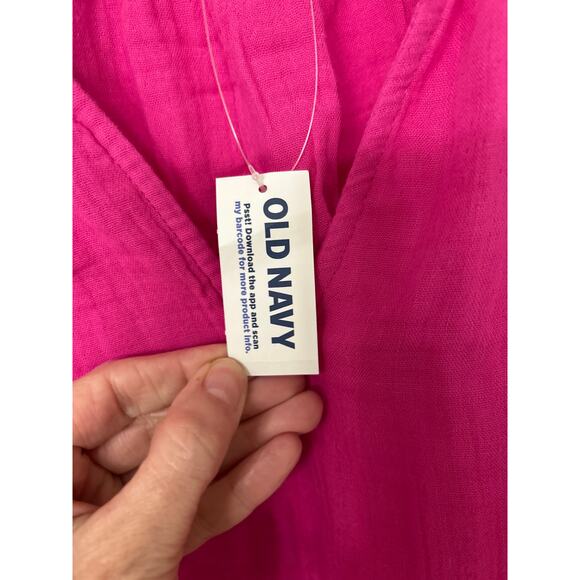 OLD NAVY
Psst! Download the app and scan
my barcode for more product info.